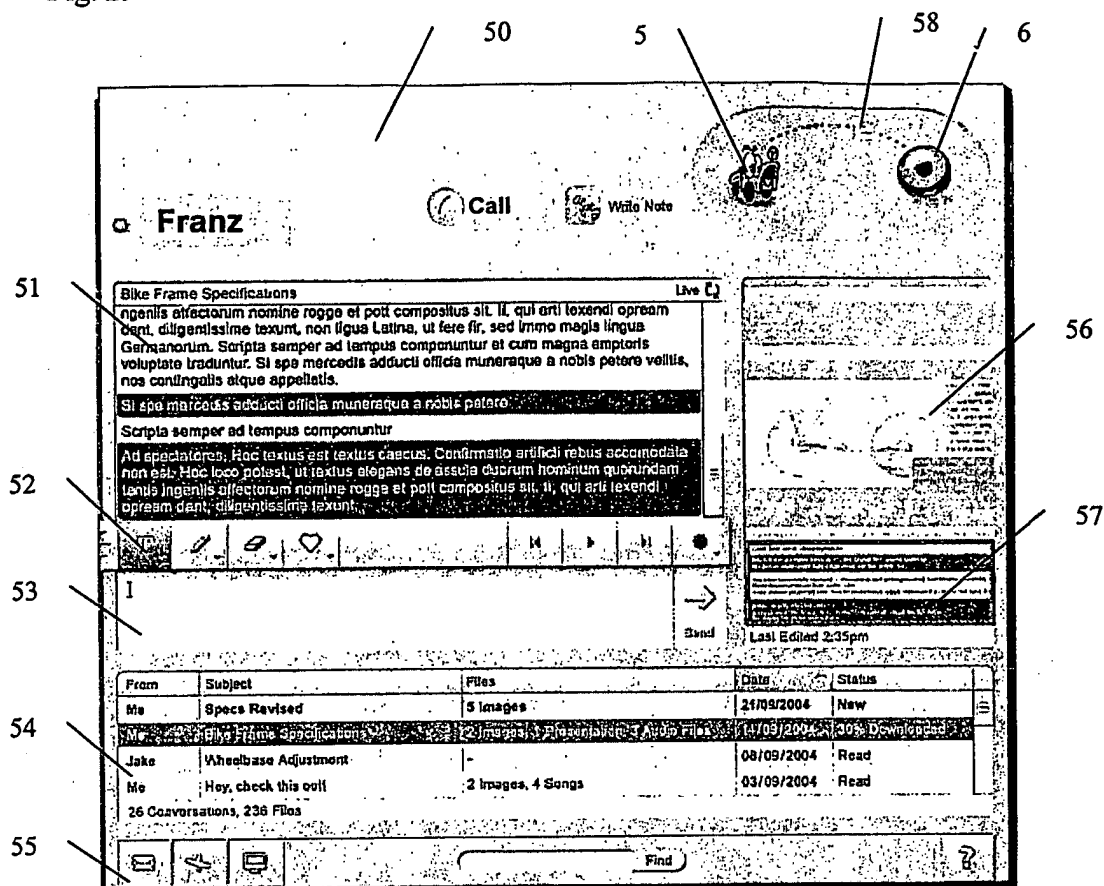 50 5 58 6
Franz
Call
Write Note
51
Bike Frame Specifications Live
ngeniis affectorum nomine rogge et pott compositus sit. Ii, qui arti texendi opream
dant, diligentissime texunt, non ligua Latina, ut fere fir, sed immo magis lingua
Germanorum. Scripta semper ad tempus componuntur et cum magna emptoris
voluptate traduntur. Si spe mercedis adducti officia muneraque a nobis petere velitis,
nos contingatis atque appellatis.
Si spe mercedis adducti officia muneraque a nobis petere
Scripta semper ad tempus componuntur
Ad spectatores. Hoc textus est textus caecus. Confirmatio artificii rebus accomodata
non est. Hoc loco potest, ut textus elegans de assula duorum hominum quorundam
tentis ingeniis affectorum nomine rogge et pott compositus sit. Ii, qui arti texendi
opream dant, diligentissime texunt
56
52
57
53
I
Send
Last Edited 2:35pm
54
From Subject Files Date Status
Me Specs Revised 5 Images 21/09/2004 New
Me Bike Frame Specifications 2 Images, 1 Presentation, 3 Audio Files 14/09/2004 30% Downloaded
Jake Wheelbase Adjustment - 08/09/2004 Read
Me Hey, check this out! 2 Images, 4 Songs 03/09/2004 Read
26 Conversations, 236 Files
55
Find
?